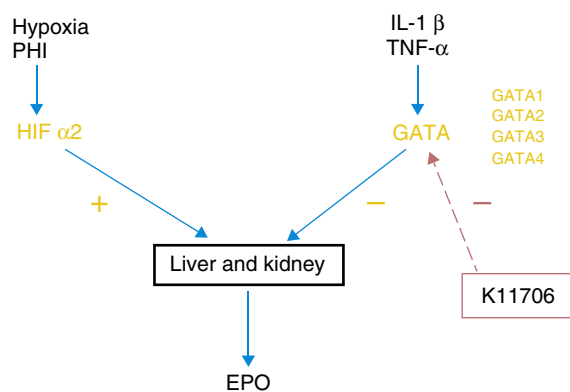 Hypoxia
PHI
IL-1 β
TNF-α
HIF α2
GATA
GATA1
GATA2
GATA3
GATA4
+
−
−
Liver and kidney
K11706
EPO